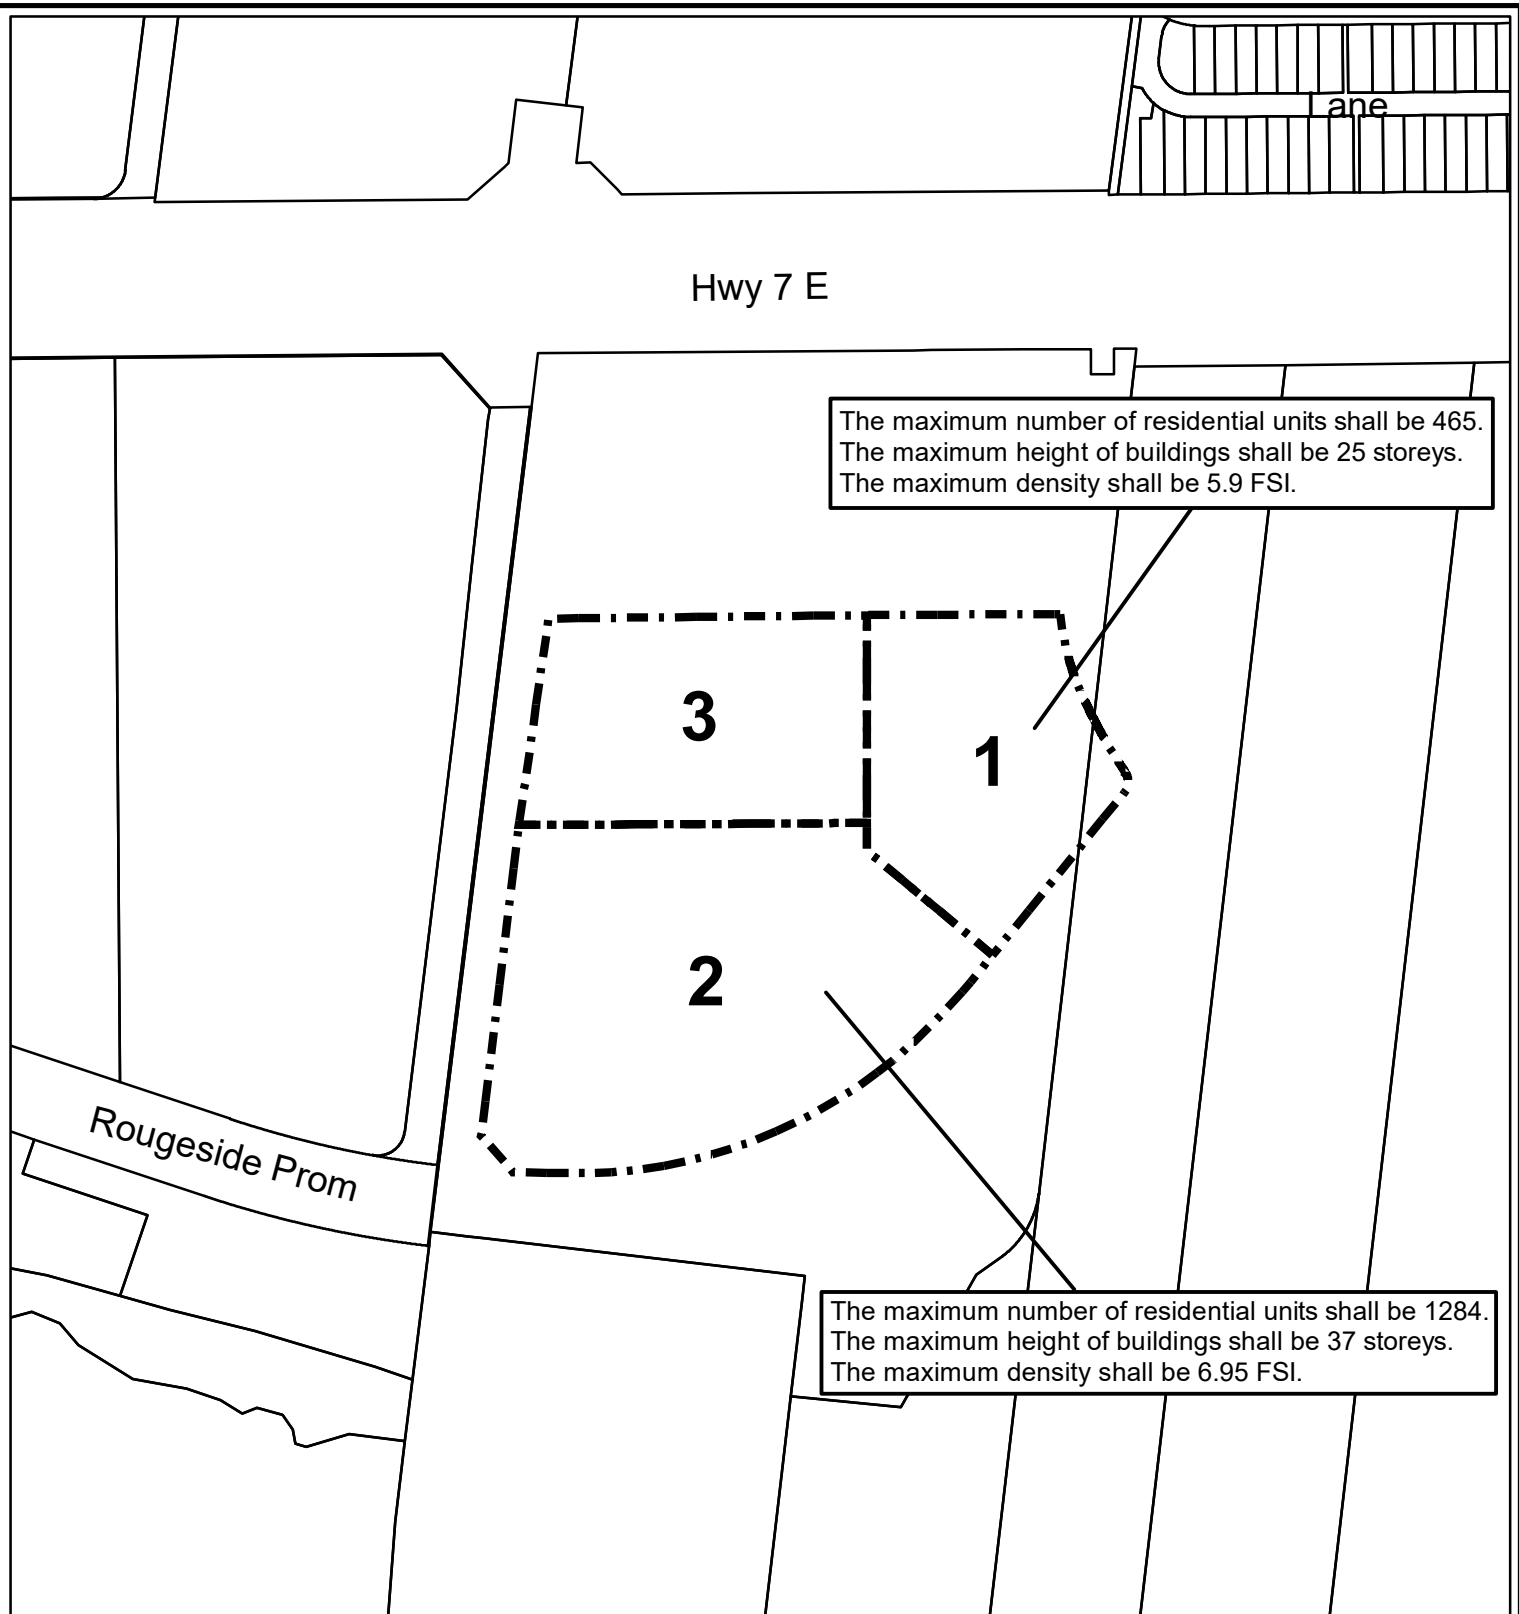 Lane
Hwy 7 E
The maximum number of residential units shall be 465.
The maximum height of buildings shall be 25 storeys.
The maximum density shall be 5.9 FSI.
3
1
2
Rougeside Prom
The maximum number of residential units shall be 1284.
The maximum height of buildings shall be 37 storeys.
The maximum density shall be 6.95 FSI.